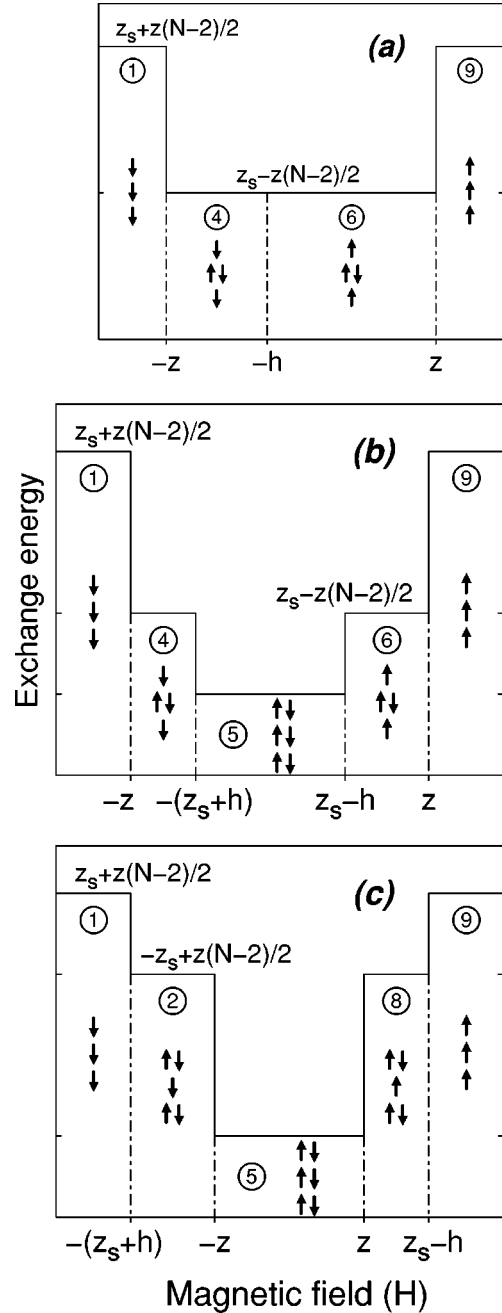 z_s+z(N−2)/2
(a)
①
⑨
z_s−z(N−2)/2
④
⑥
−z
−h
z
z_s+z(N−2)/2
(b)
①
⑨
z_s−z(N−2)/2
④
⑥
⑤
−z
−(z_s+h)
z_s−h
z
Exchange energy
z_s+z(N−2)/2
(c)
①
⑨
−z_s+z(N−2)/2
②
⑧
⑤
−(z_s+h)
−z
z
z_s−h
Magnetic field (H)